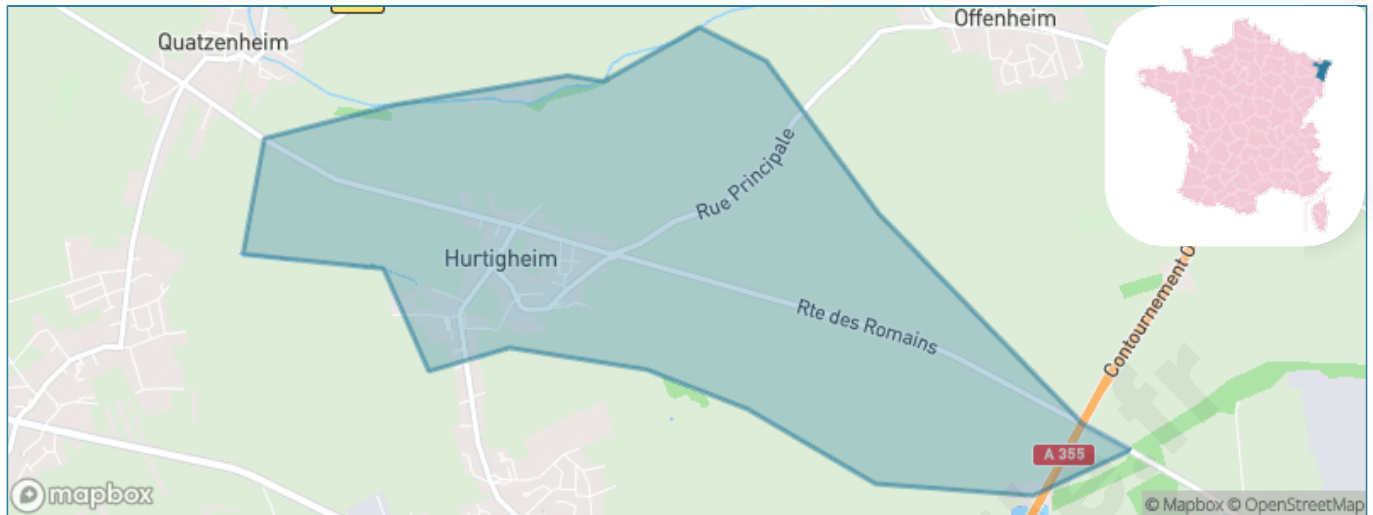 Quatzenheim
Offenheim
Rue Principale
Hurtigheim
Rte des Romains
Contournement
A 355
mapbox
© Mapbox © OpenStreetMap